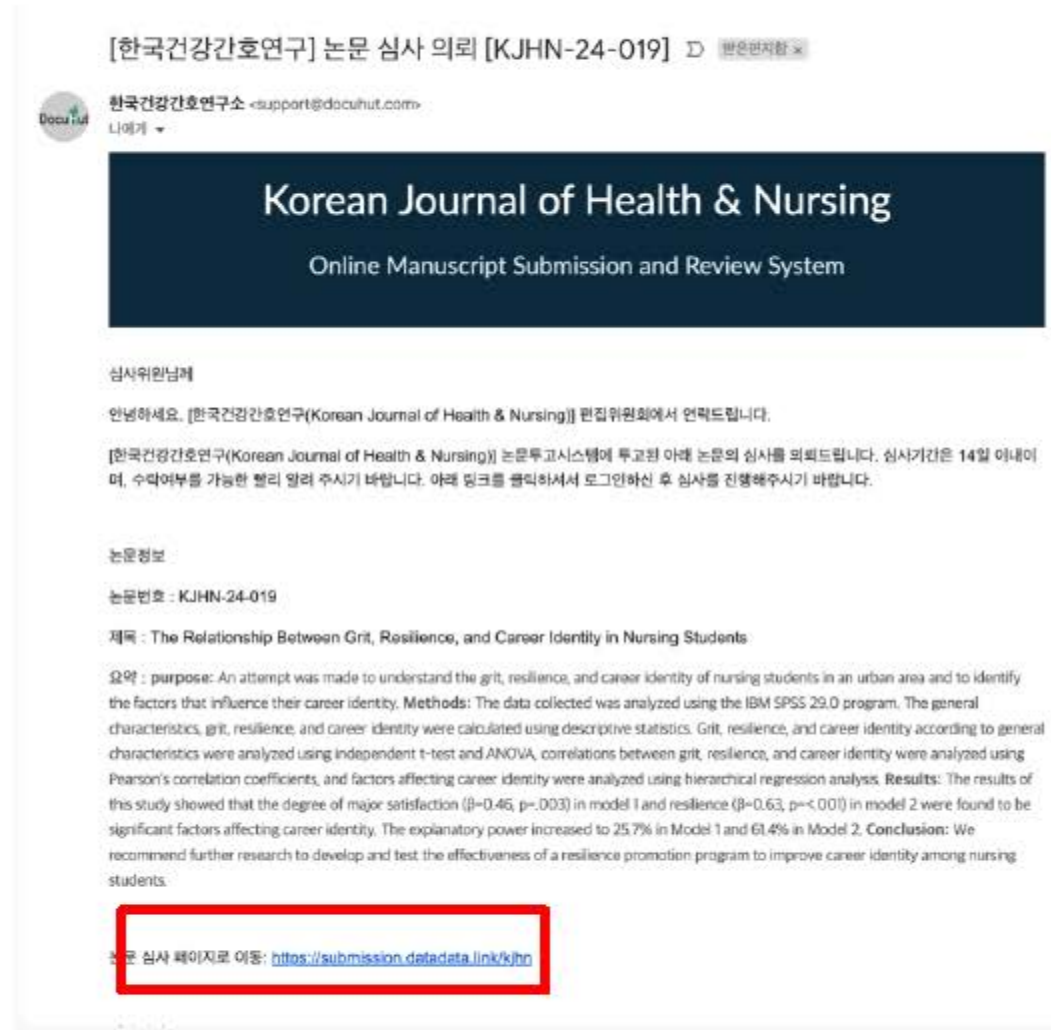 [한국건강간호연구] 논문 심사 의뢰 [KJHN-24-019]
받은편지함 ×
한국건강간호연구소 <support@docuhut.com>
DocuHut
나에게
Korean Journal of Health & Nursing
Online Manuscript Submission and Review System
심사위원님께
안녕하세요. [한국건강간호연구(Korean Journal of Health & Nursing)] 편집위원회에서 연락드립니다.
[한국건강간호연구(Korean Journal of Health & Nursing)] 논문투고시스템에 투고된 아래 논문의 심사를 의뢰드립니다. 심사기간은 14일 이내이
며, 수락여부를 가능한 빨리 알려 주시기 바랍니다. 아래 링크를 클릭하셔서 로그인하신 후 심사를 진행해주시기 바랍니다.
논문정보
논문번호 : KJHN-24-019
제목 : The Relationship Between Grit, Resilience, and Career Identity in Nursing Students
요약 : purpose: An attempt was made to understand the grit, resilience, and career identity of nursing students in an urban area and to identify
the factors that influence their career identity. Methods: The data collected was analyzed using the IBM SPSS 29.0 program. The general
characteristics, grit, resilience, and career identity were calculated using descriptive statistics. Grit, resilience, and career identity according to general
characteristics were analyzed using independent t-test and ANOVA, correlations between grit, resilience, and career identity were analyzed using
Pearson's correlation coefficients, and factors affecting career identity were analyzed using hierarchical regression analysis. Results: The results of
this study showed that the degree of major satisfaction (β=0.46, p=.003) in model 1 and resilience (β=0.63, p=<.001) in model 2 were found to be
significant factors affecting career identity. The explanatory power increased to 25.7% in Model 1 and 61.4% in Model 2. Conclusion: We
recommend further research to develop and test the effectiveness of a resilience promotion program to improve career identity among nursing
students.
논문 심사 페이지로 이동: https://submission.datadata.link/kjhn